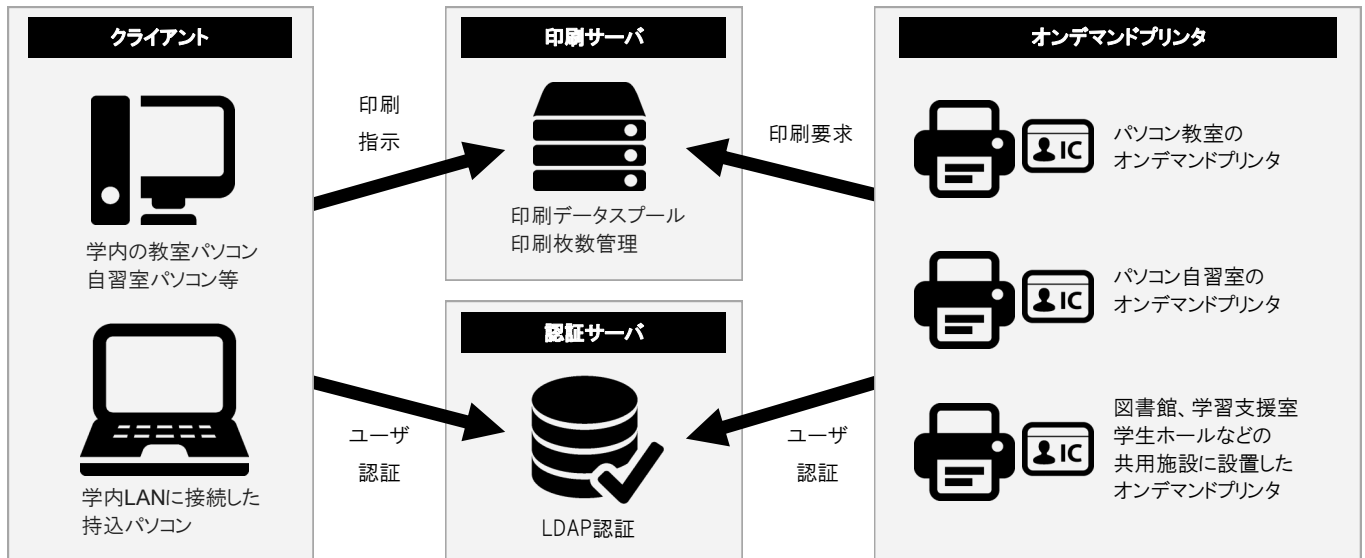 クライアント
学内の教室パソコン
自習室パソコン等
学内LANに接続した
持込パソコン
印刷
指示
ユーザ
認証
印刷サーバ
印刷データスプール
印刷枚数管理
認証サーバ
LDAP認証
印刷要求
ユーザ
認証
オンデマンドプリンタ
IC
パソコン教室の
オンデマンドプリンタ
IC
パソコン自習室の
オンデマンドプリンタ
IC
図書館、学習支援室
学生ホールなどの
共用施設に設置した
オンデマンドプリンタ